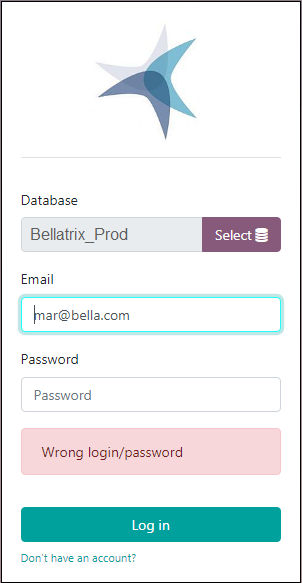 Database
Bellatrix_Prod Select
Email
mar@bella.com
Password
Password
Wrong login/password
Log in
Don't have an account?